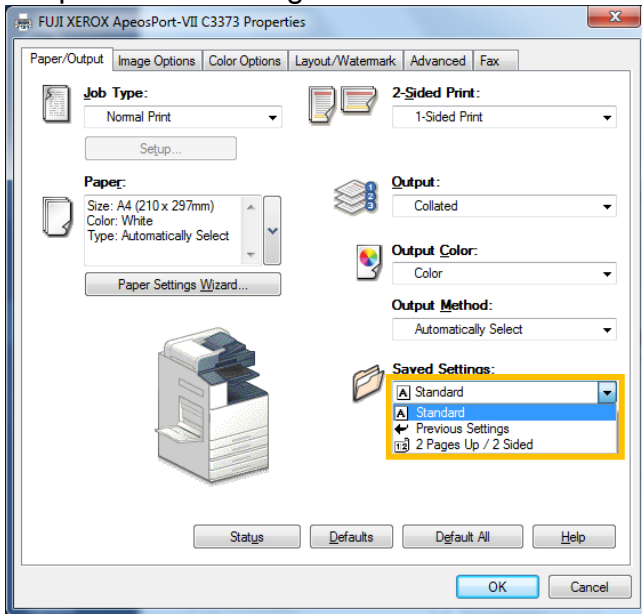 FUJI XEROX ApeosPort-VII C3373 Properties
Paper/Output Image Options Color Options Layout/Watermark Advanced Fax
Job Type:
Normal Print
Setup...
Paper:
Size: A4 (210 x 297mm)
Color: White
Type: Automatically Select
Paper Settings Wizard...
2-Sided Print:
1-Sided Print
Output:
Collated
Output Color:
Color
Output Method:
Automatically Select
Saved Settings:
Standard
Standard
Previous Settings
2 Pages Up / 2 Sided
Status Defaults Default All Help
OK Cancel